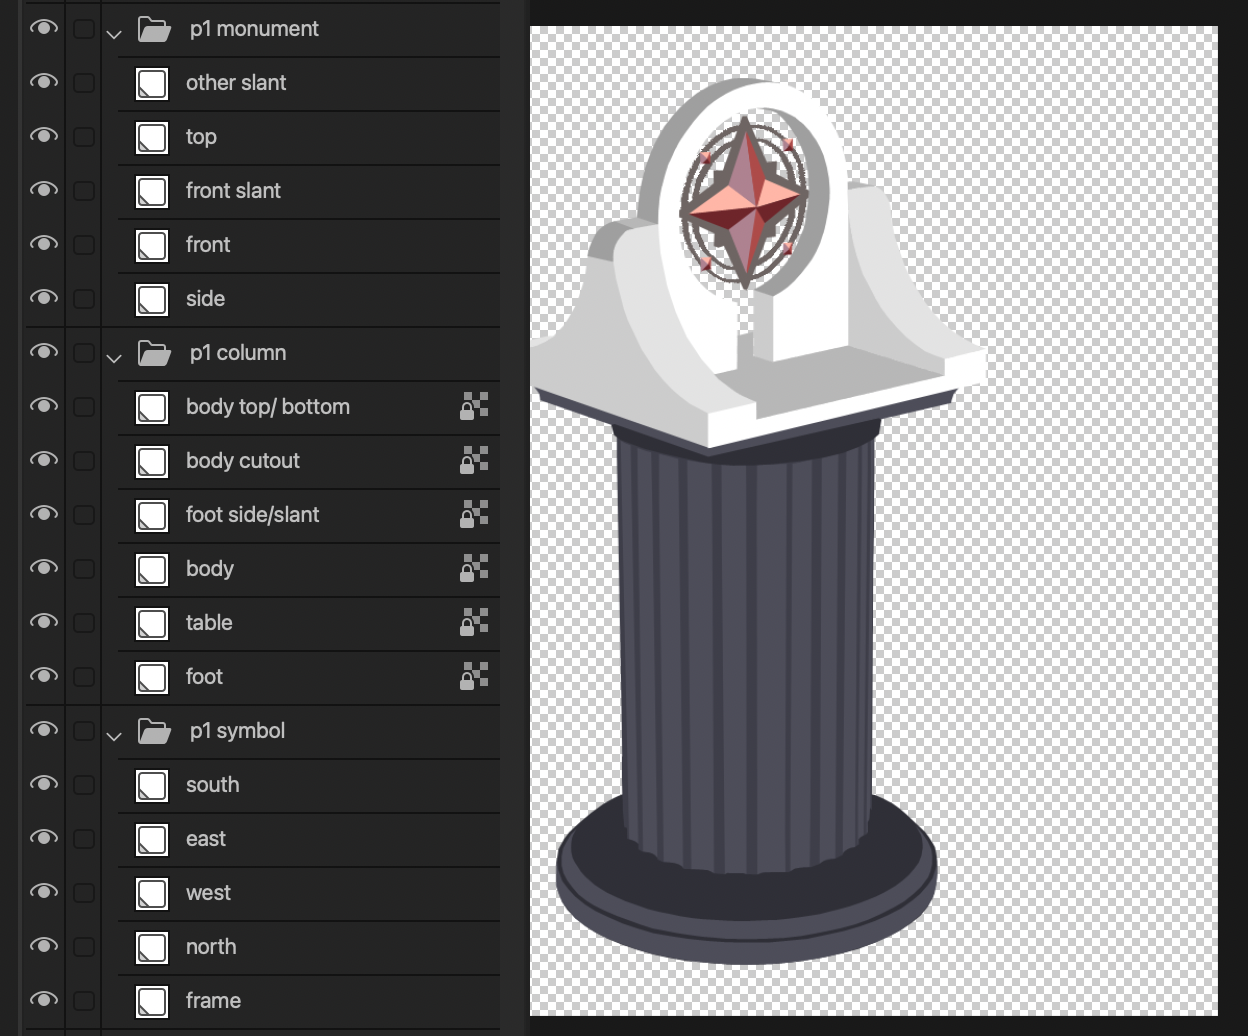 p1 monument
other slant
top
front slant
front
side
p1 column
body top/ bottom
body cutout
foot side/slant
body
table
foot
p1 symbol
south
east
west
north
frame